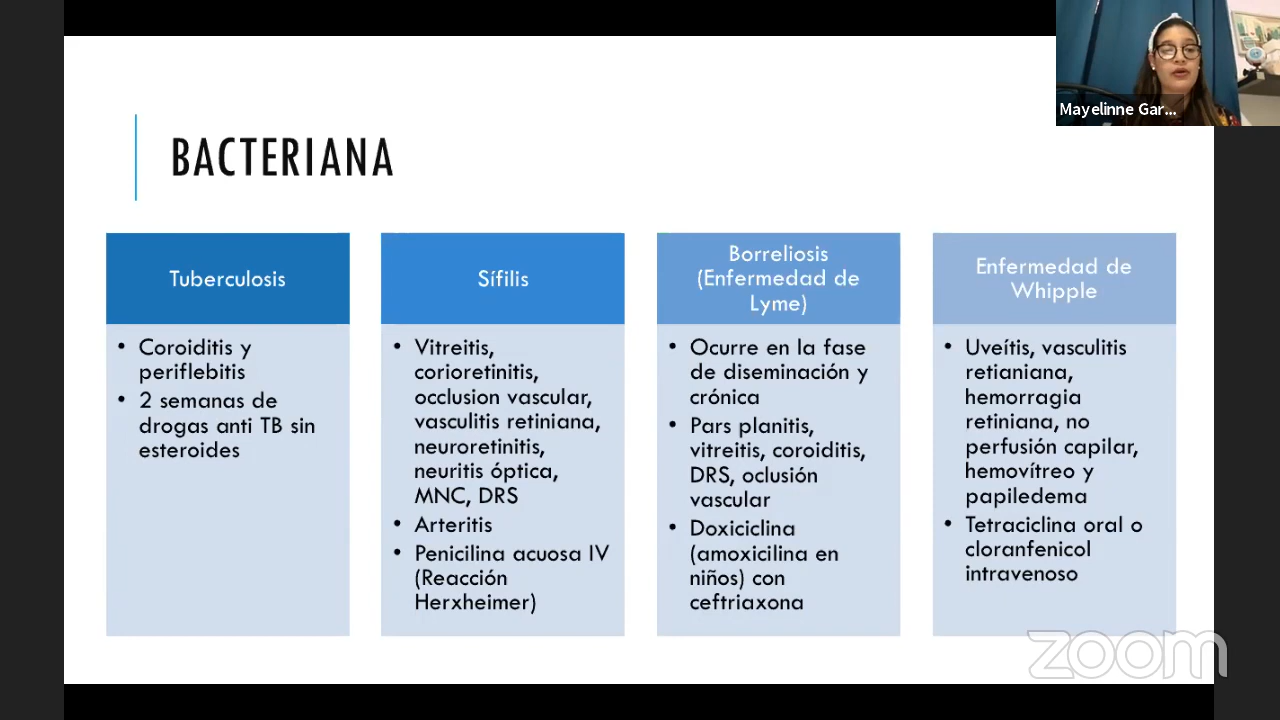 Mayelinne Gar...
BACTERIANA
Tuberculosis
• Coroiditis y
periflebitis
• 2 semanas de
drogas anti TB sin
esteroides
Sífilis
• Vitreitis,
corioretinitis,
occlusion vascular,
vasculitis retiniana,
neuroretinitis,
neuritis óptica,
MNC, DRS
• Arteritis
• Penicilina acuosa IV
(Reacción
Herxheimer)
Borreliosis
(Enfermedad de
Lyme)
• Ocurre en la fase
de diseminación y
crónica
• Pars planitis,
vitreitis, coroiditis,
DRS, oclusión
vascular
• Doxiciclina
(amoxicilina en
niños) con
ceftriaxona
Enfermedad de
Whipple
• Uveítis, vasculitis
retianiana,
hemorragia
retiniana, no
perfusión capilar,
hemovítreo y
papiledema
• Tetraciclina oral o
cloranfenicol
intravenoso
zoom